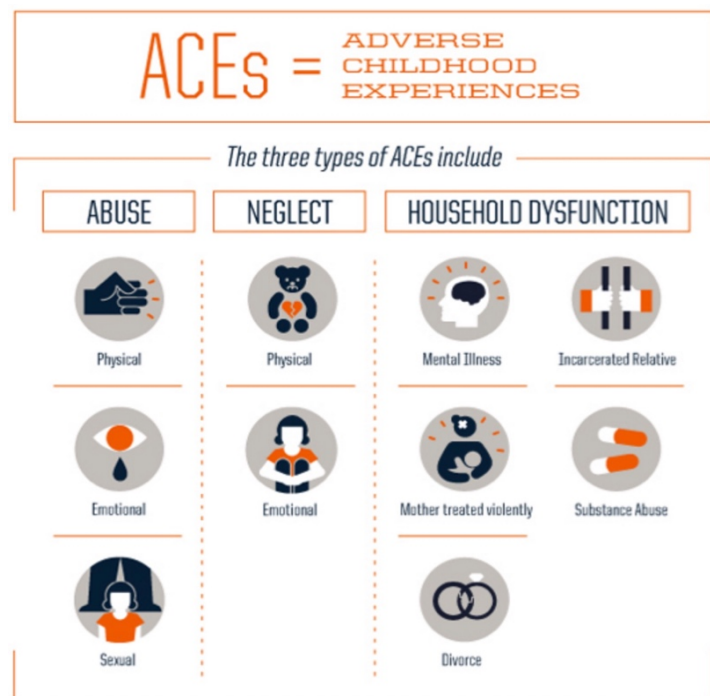 ACEs = ADVERSE
CHILDHOOD
EXPERIENCES
The three types of ACEs include
ABUSE
NEGLECT
HOUSEHOLD DYSFUNCTION
Physical
Physical
Mental Illness
Incarcerated Relative
Emotional
Emotional
Mother treated violently
Substance Abuse
Sexual
Divorce